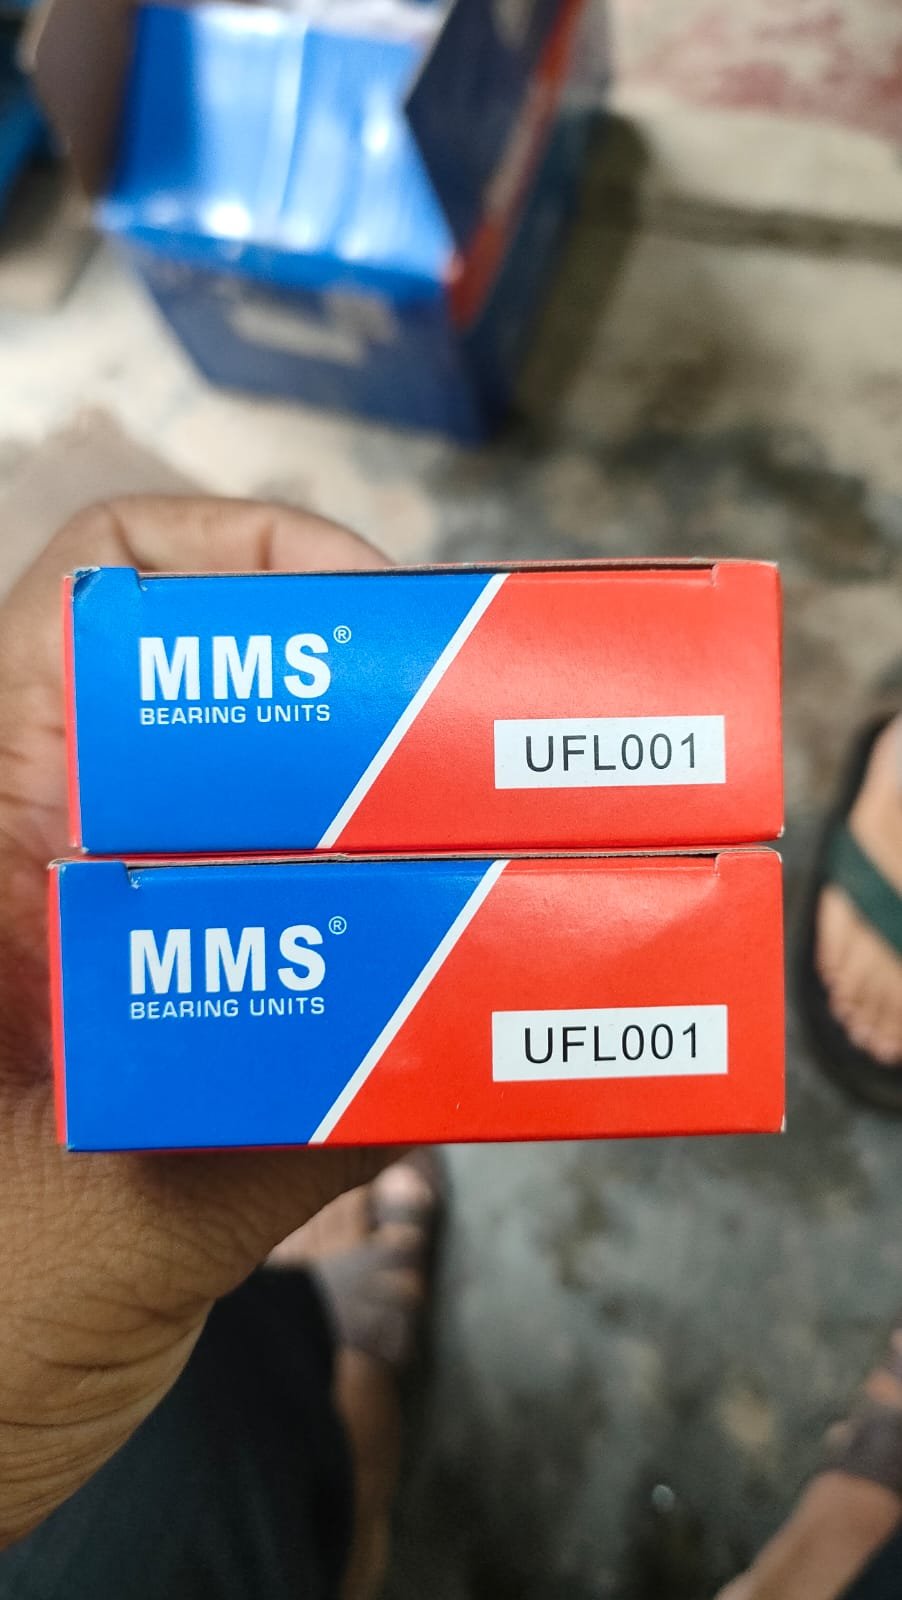 MMS®
BEARING UNITS
UFL001
MMS®
BEARING UNITS
UFL001